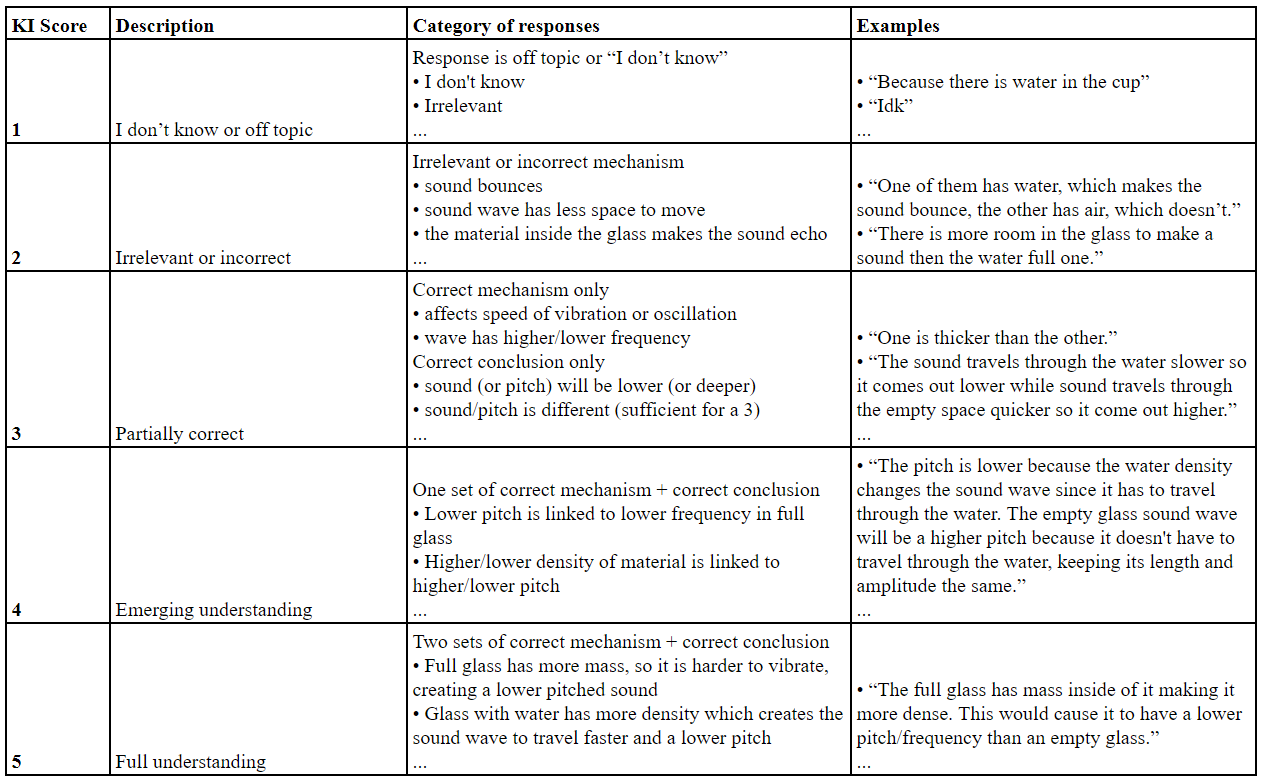 KI Score Description Category of responses Examples
1
I don’t know or off topic
Response is off topic or “I don’t know”
• I don't know
• Irrelevant
...
• “Because there is water in the cup”
• “Idk”
...
2
Irrelevant or incorrect
Irrelevant or incorrect mechanism
• sound bounces
• sound wave has less space to move
• the material inside the glass makes the sound echo
...
• “One of them has water, which makes the
sound bounce, the other has air, which doesn’t.”
• “There is more room in the glass to make a
sound then the water full one.”
3
Partially correct
Correct mechanism only
• affects speed of vibration or oscillation
• wave has higher/lower frequency
Correct conclusion only
• sound (or pitch) will be lower (or deeper)
• sound/pitch is different (sufficient for a 3)
...
• “One is thicker than the other.”
• “The sound travels through the water slower so
it comes out lower while sound travels through
the empty space quicker so it come out higher.”
...
4
Emerging understanding
One set of correct mechanism + correct conclusion
• Lower pitch is linked to lower frequency in full
glass
• Higher/lower density of material is linked to
higher/lower pitch
...
• “The pitch is lower because the water density
changes the sound wave since it has to travel
through the water. The empty glass sound wave
will be a higher pitch because it doesn't have to
travel through the water, keeping its length and
amplitude the same.”
...
5
Full understanding
Two sets of correct mechanism + correct conclusion
• Full glass has more mass, so it is harder to vibrate,
creating a lower pitched sound
• Glass with water has more density which creates the
sound wave to travel faster and a lower pitch
...
• “The full glass has mass inside of it making it
more dense. This would cause it to have a lower
pitch/frequency than an empty glass.”
...